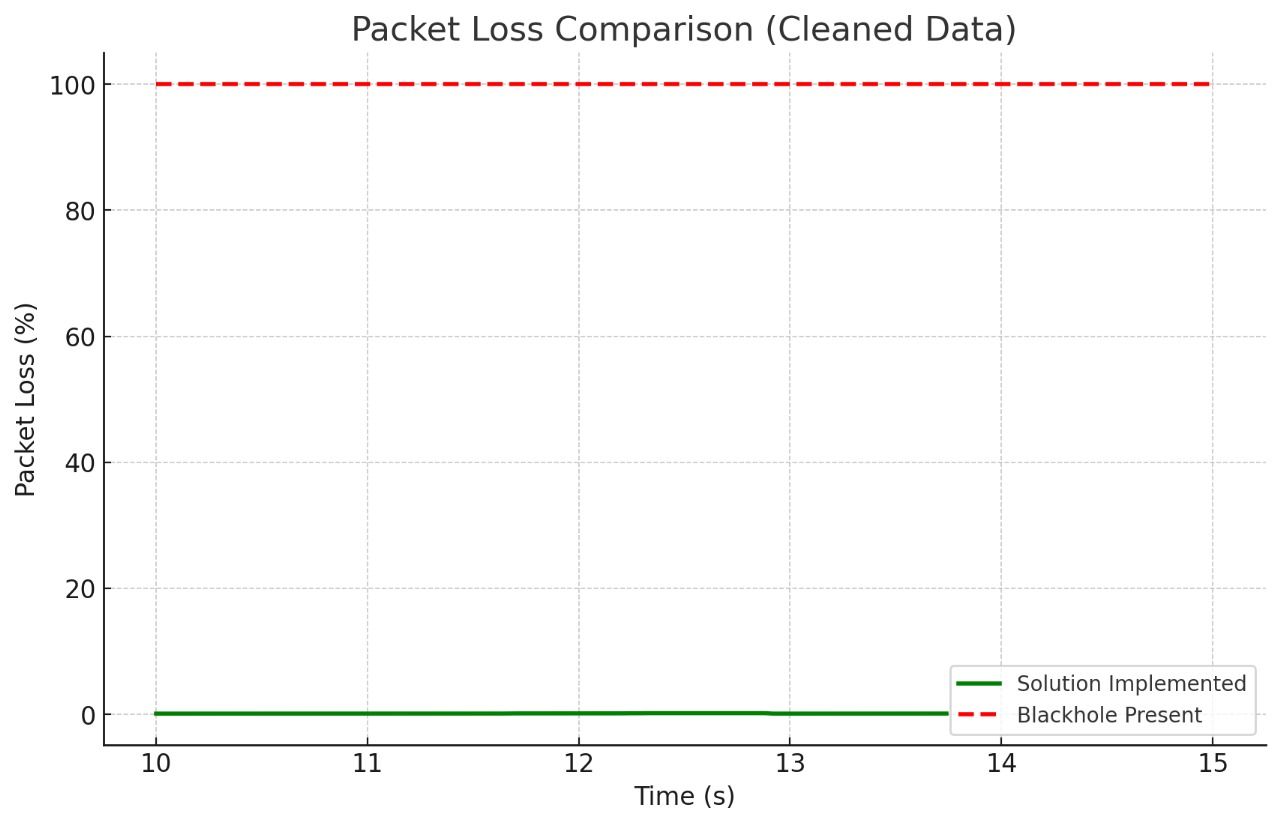 Packet Loss Comparison (Cleaned Data)
100
80
60
40
20
0
Packet Loss (%)
Solution Implemented
Blackhole Present
10 11 12 13 14 15
Time (s)